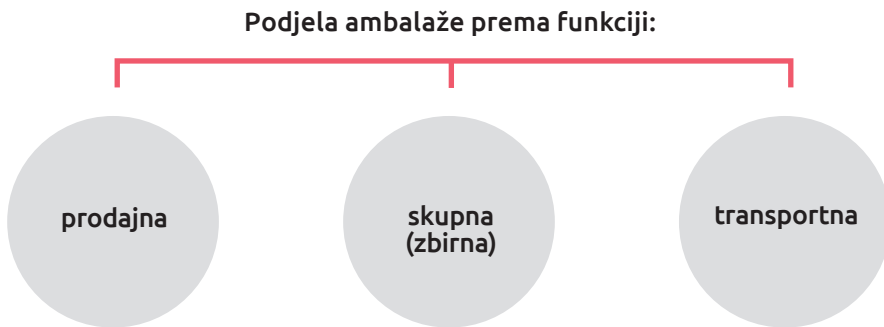 Podjela ambalaže prema funkciji:
prodajna
skupna
(zbirna)
transportna